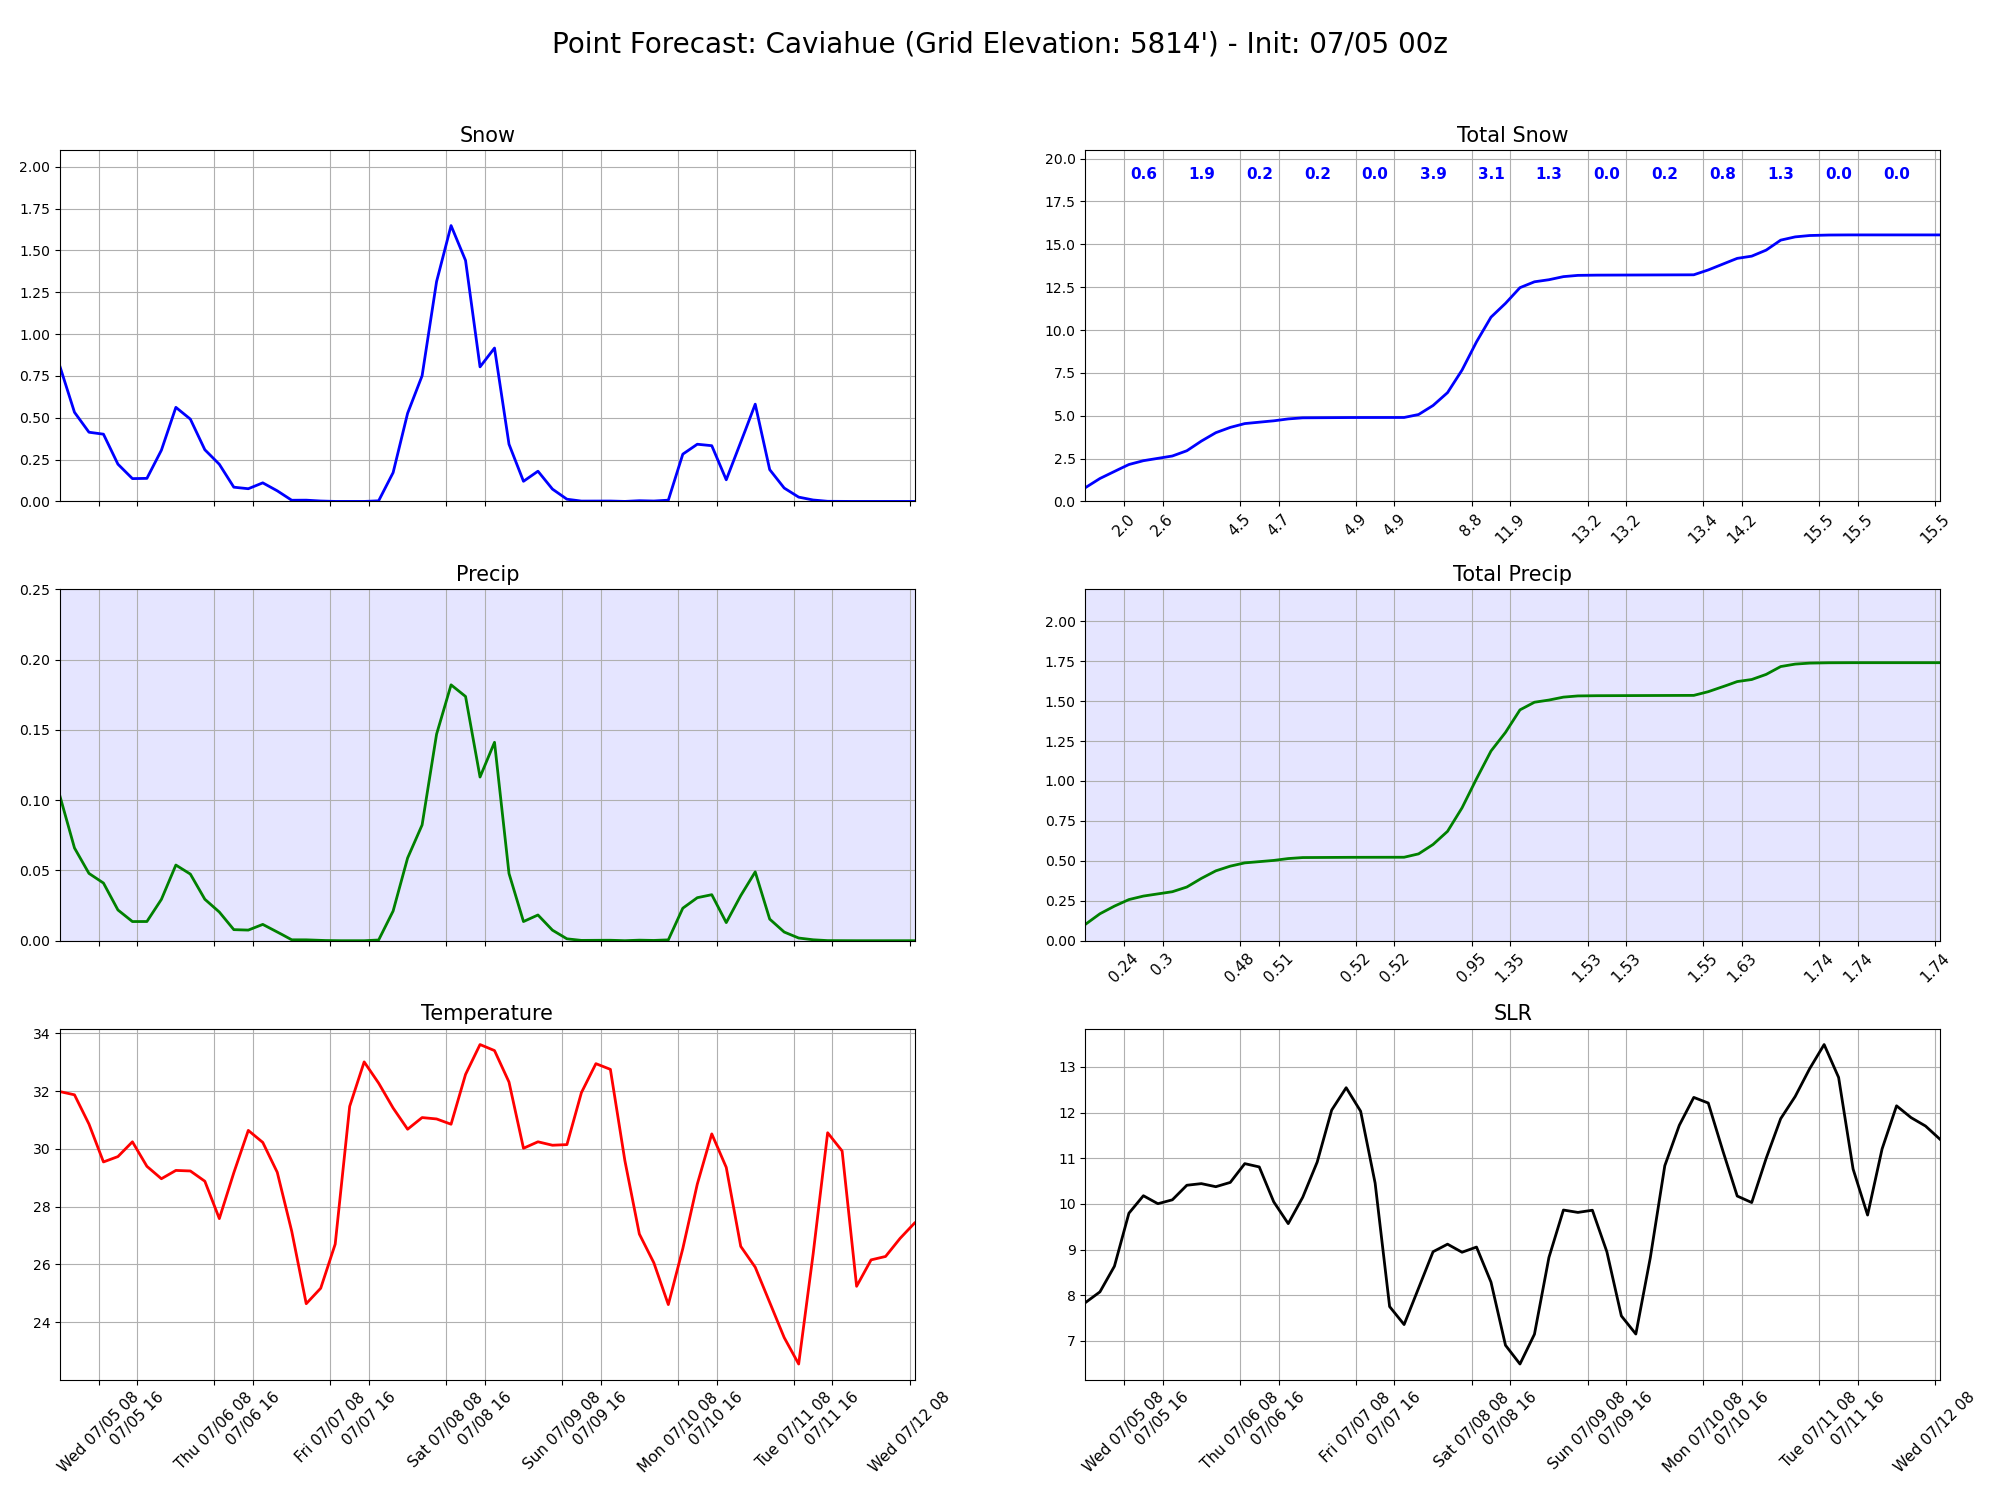 Point Forecast: Caviahue (Grid Elevation: 5814') - Init: 07/05 00z
Snow
2.00
1.75
1.50
1.25
1.00
0.75
0.50
0.25
0.00
Total Snow
20.0
17.5
15.0
12.5
10.0
7.5
5.0
2.5
0.0
0.6 1.9 0.2 0.2 0.0 3.9 3.1 1.3 0.0 0.2 0.8 1.3 0.0 0.0
2.0 2.6 4.5 4.7 4.9 4.9 8.8 11.9 13.2 13.2 13.4 14.2 15.5 15.5 15.5
Precip
0.25
0.20
0.15
0.10
0.05
0.00
Total Precip
2.00
1.75
1.50
1.25
1.00
0.75
0.50
0.25
0.00
0.24 0.3 0.48 0.51 0.52 0.52 0.95 1.35 1.53 1.53 1.55 1.63 1.74 1.74 1.74
Temperature
34
32
30
28
26
24
Wed 07/05 08
07/05 16
Thu 07/06 08
07/06 16
Fri 07/07 08
07/07 16
Sat 07/08 08
07/08 16
Sun 07/09 08
07/09 16
Mon 07/10 08
07/10 16
Tue 07/11 08
07/11 16
Wed 07/12 08
SLR
13
12
11
10
9
8
7
Wed 07/05 08
07/05 16
Thu 07/06 08
07/06 16
Fri 07/07 08
07/07 16
Sat 07/08 08
07/08 16
Sun 07/09 08
07/09 16
Mon 07/10 08
07/10 16
Tue 07/11 08
07/11 16
Wed 07/12 08